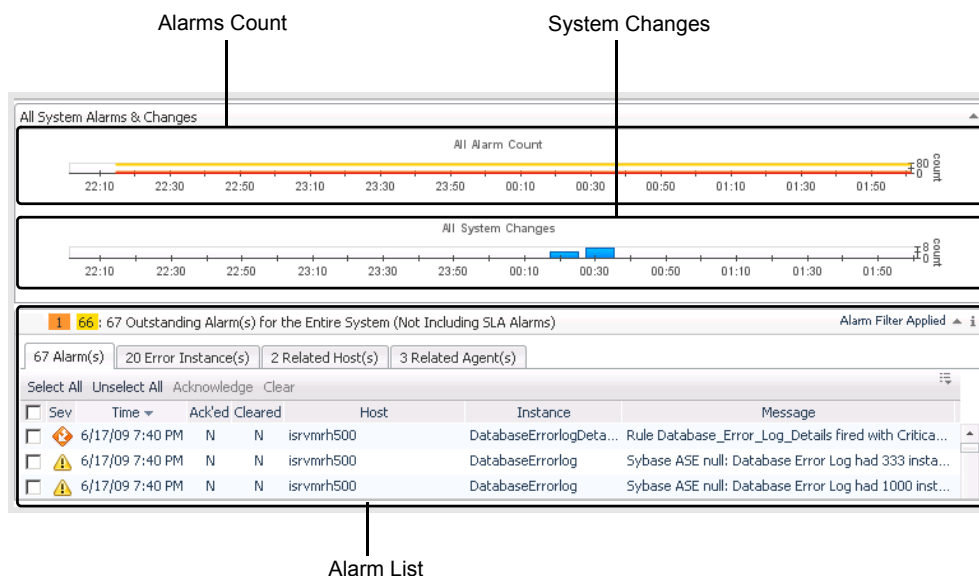 Alarms Count
System Changes
All System Alarms & Changes
All Alarm Count
80
0
count
22:10 22:30 22:50 23:10 23:30 23:50 00:10 00:30 00:50 01:10 01:30 01:50
All System Changes
8
0
count
22:10 22:30 22:50 23:10 23:30 23:50 00:10 00:30 00:50 01:10 01:30 01:50
1 66 : 67 Outstanding Alarm(s) for the Entire System (Not Including SLA Alarms) Alarm Filter Applied
67 Alarm(s) 20 Error Instance(s) 2 Related Host(s) 3 Related Agent(s)
Select All Unselect All Acknowledge Clear
Sev Time Ack'ed Cleared Host Instance Message
6/17/09 7:40 PM N N isrvmrh500 DatabaseErrorlogDeta... Rule Database_Error_Log_Details fired with Critica...
6/17/09 7:40 PM N N isrvmrh500 DatabaseErrorlog Sybase ASE null: Database Error Log had 333 insta...
6/17/09 7:40 PM N N isrvmrh500 DatabaseErrorlog Sybase ASE null: Database Error Log had 1000 inst...
Alarm List